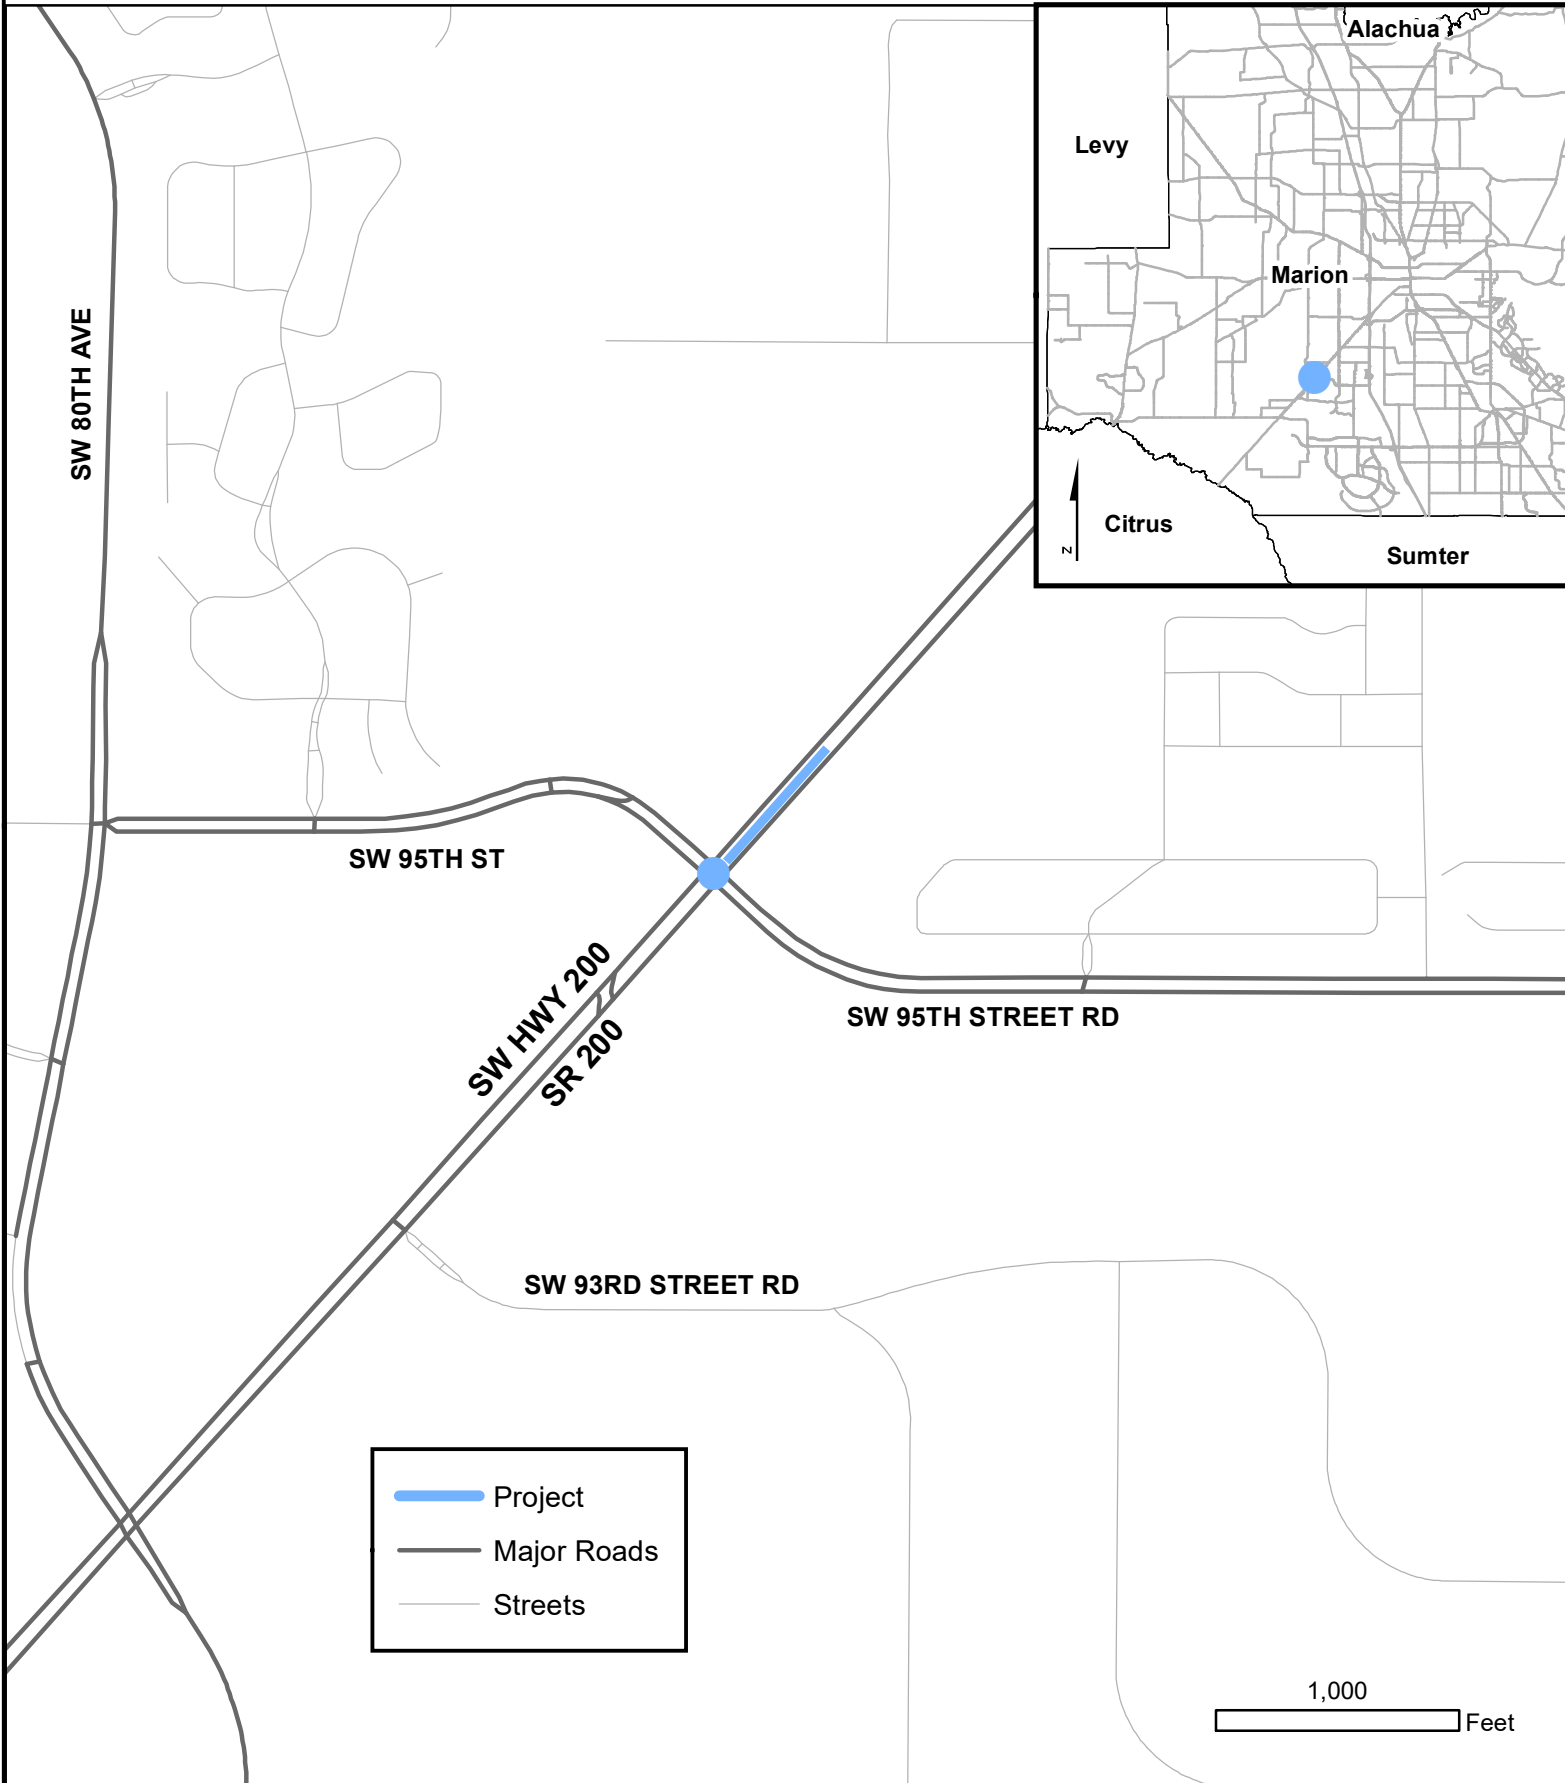 Alachua
Levy
Marion
Citrus
Sumter
N
SW 80TH AVE
SW 95TH ST
SW HWY 200
SR 200
SW 95TH STREET RD
SW 93RD STREET RD
Project
Major Roads
Streets
1,000
Feet